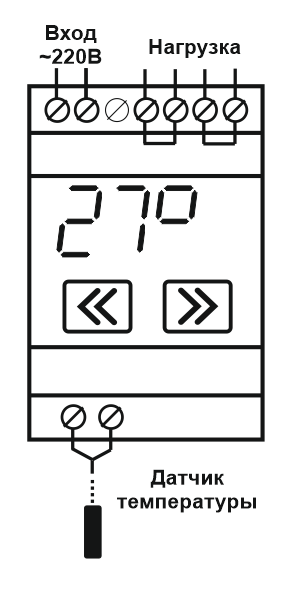 Вход
~220В
Нагрузка
27°
Датчик
температуры